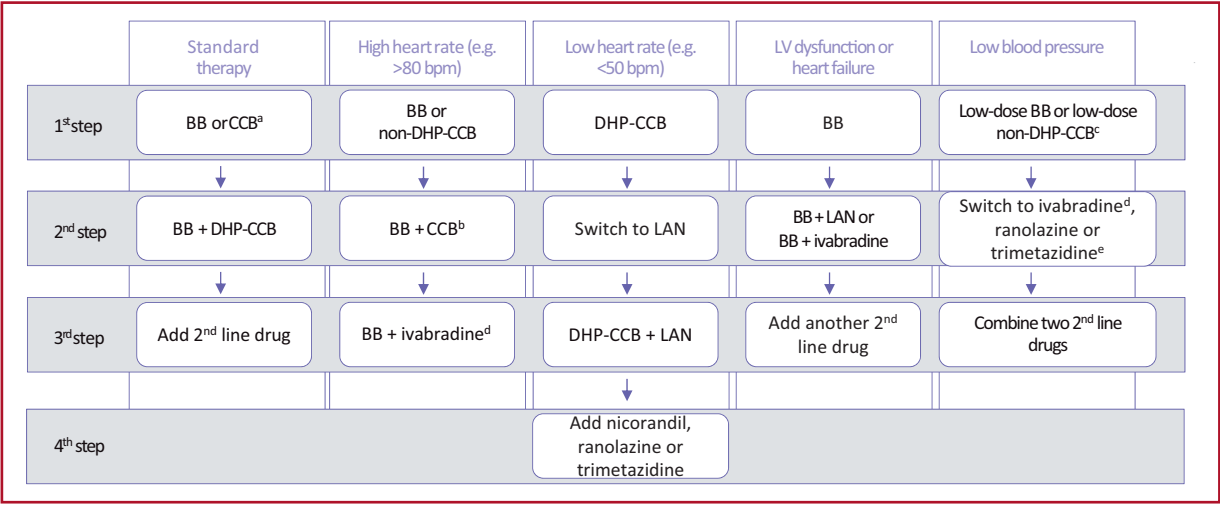 Standard
therapy
High heart rate (e.g.
>80 bpm)
Low heart rate (e.g.
<50 bpm)
LV dysfunction or
heart failure
Low blood pressure
1st step
BB orCCBa
BB or
non-DHP-CCB
DHP-CCB
BB
Low-dose BB or low-dose
non-DHP-CCBc
2nd step
BB + DHP-CCB
BB + CCBb
Switch to LAN
BB + LAN or
BB + ivabradine
Switch to ivabradined,
ranolazine or
trimetazidinee
3rd step
Add 2nd line drug
BB + ivabradined
DHP-CCB + LAN
Add another 2nd
line drug
Combine two 2nd line
drugs
4th step
Add nicorandil,
ranolazine or
trimetazidine